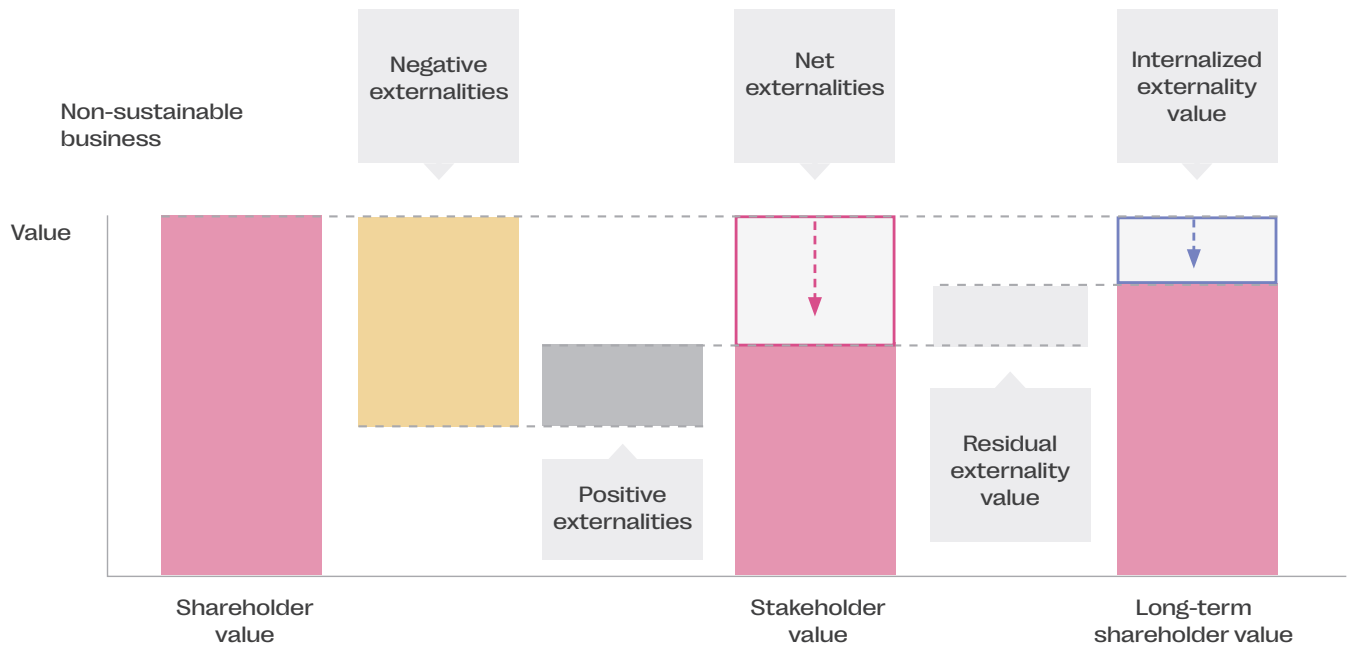 Non-sustainable
business
Negative
externalities
Net
externalities
Internalized
externality
value
Value
Positive
externalities
Residual
externality
value
Shareholder
value
Stakeholder
value
Long-term
shareholder value